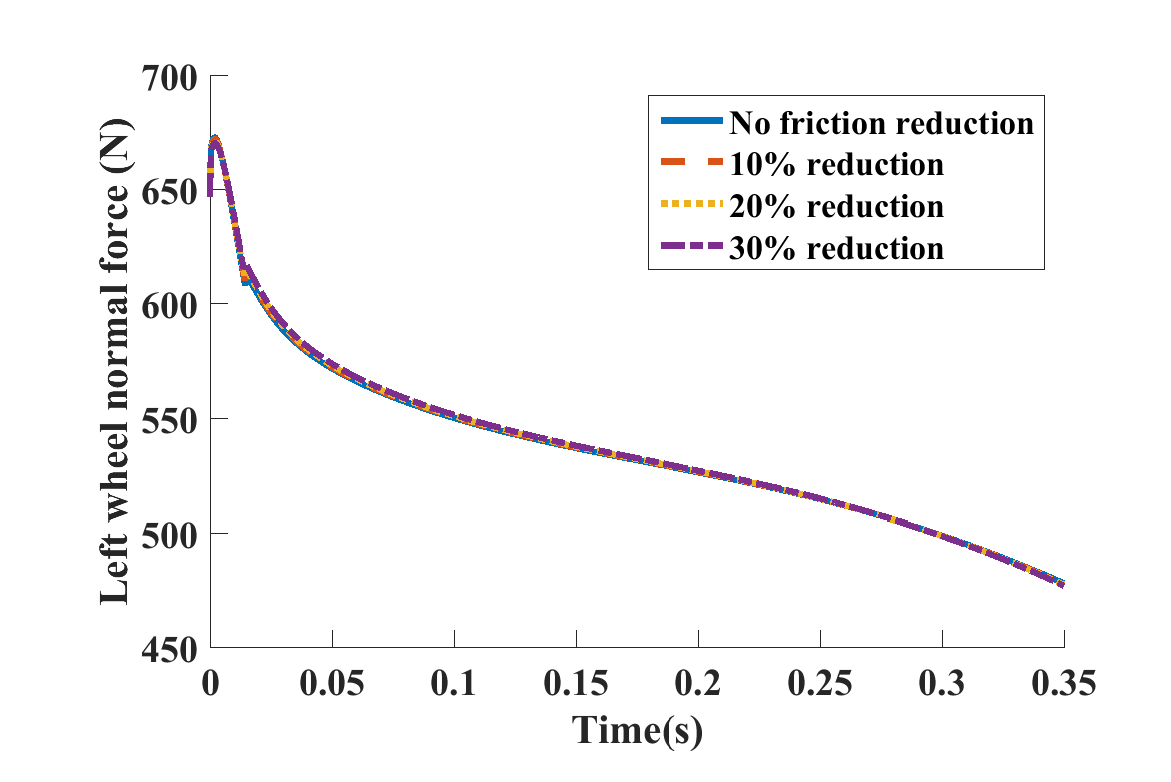 700
650
600
550
500
450
Left wheel normal force (N)
No friction reduction
10% reduction
20% reduction
30% reduction
0
0.05
0.1
0.15
0.2
0.25
0.3
0.35
Time(s)